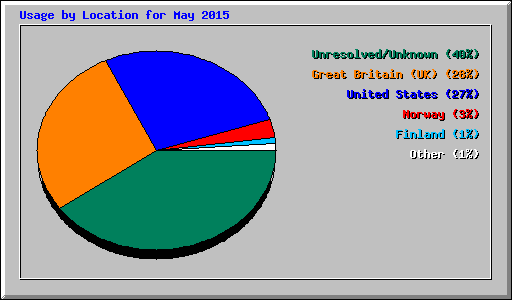 Usage by Location for May 2015
Unresolved/Unknown (40%)
Great Britain (UK) (28%)
United States (27%)
Norway (3%)
Finland (1%)
Other (1%)